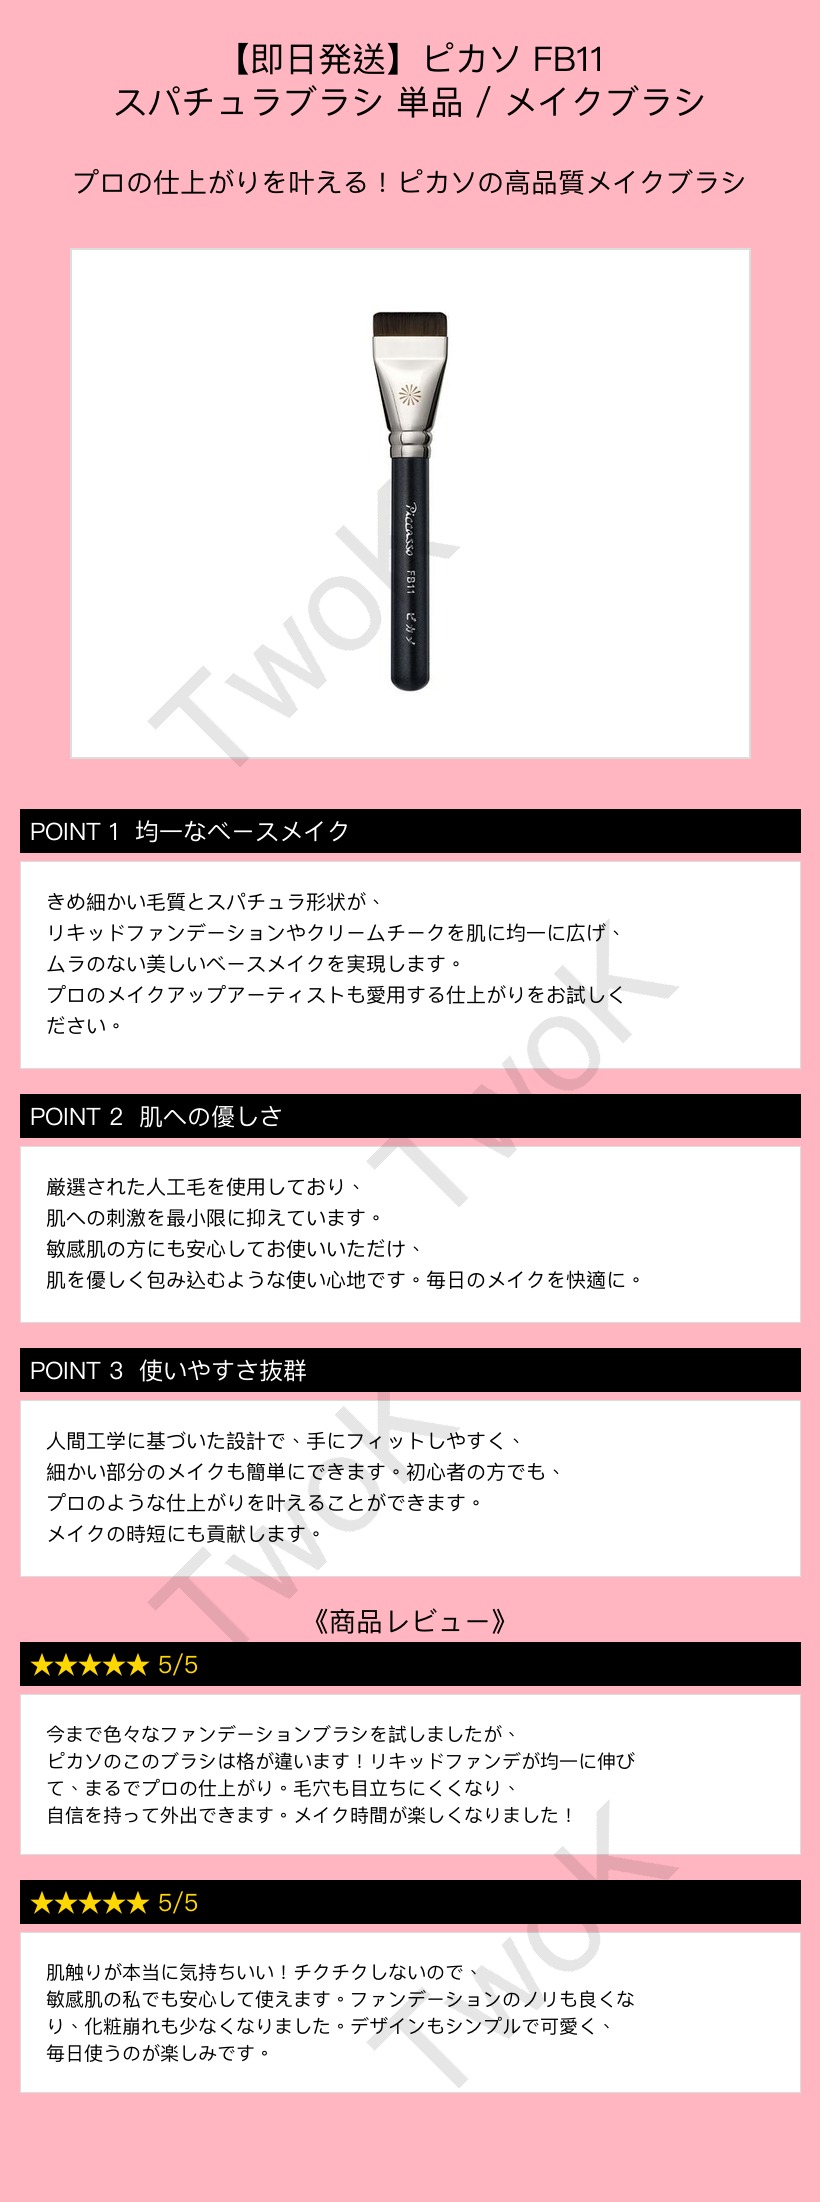 【即日発送】ピカソ FB11
スパチュラブラシ 単品 / メイクブラシ
プロの仕上がりを叶える！ピカソの高品質メイクブラシ
Piccasso FB11 ピカソ
TwoK
POINT 1 均一なベースメイク
きめ細かい毛質とスパチュラ形状が、
リキッドファンデーションやクリームチークを肌に均一に広げ、
ムラのない美しいベースメイクを実現します。
プロのメイクアップアーティストも愛用する仕上がりをお試しく
ださい。
TwoK
POINT 2 肌への優しさ
厳選された人工毛を使用しており、
肌への刺激を最小限に抑えています。
敏感肌の方にも安心してお使いいただけ、
肌を優しく包み込むような使い心地です。毎日のメイクを快適に。
POINT 3 使いやすさ抜群
人間工学に基づいた設計で、手にフィットしやすく、
細かい部分のメイクも簡単にできます。初心者の方でも、
プロのような仕上がりを叶えることができます。
メイクの時短にも貢献します。
TwoK
《商品レビュー》
★★★★★ 5/5
今まで色々なファンデーションブラシを試しましたが、
ピカソのこのブラシは格が違います！リキッドファンデが均一に伸び
て、まるでプロの仕上がり。毛穴も目立ちにくくなり、
自信を持って外出できます。メイク時間が楽しくなりました！
★★★★★ 5/5
肌触りが本当に気持ちいい！チクチクしないので、
敏感肌の私でも安心して使えます。ファンデーションのノリも良くな
り、化粧崩れも少なくなりました。デザインもシンプルで可愛く、
毎日使うのが楽しみです。
TwoK